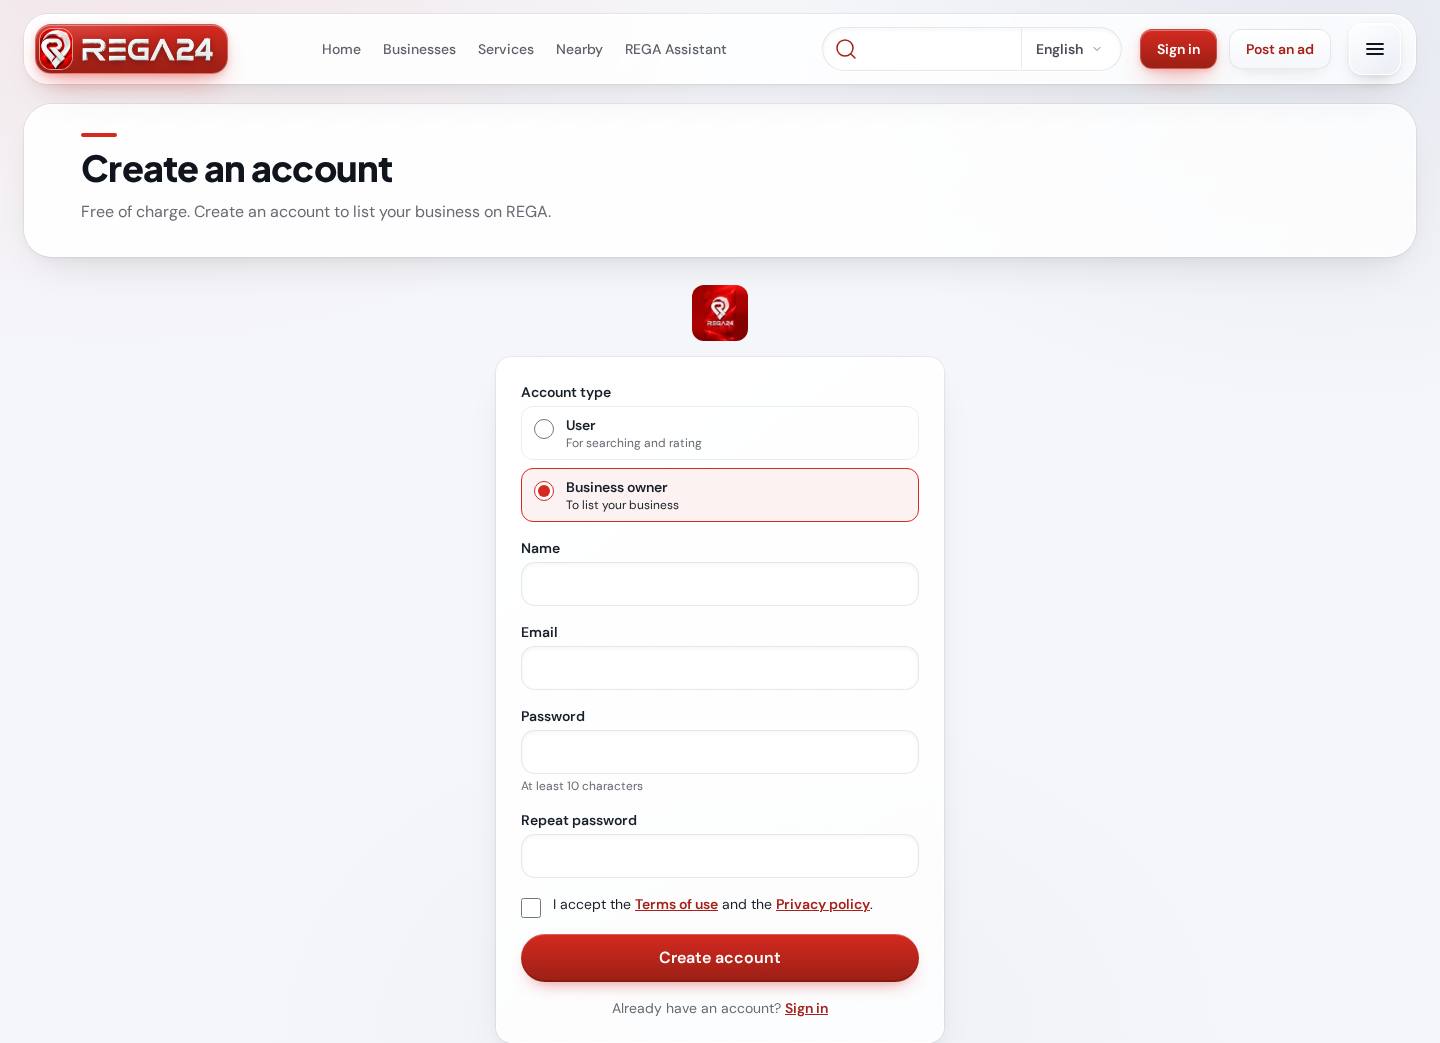 REGA24
Home
Businesses
Services
Nearby
REGA Assistant
English
Sign in
Post an ad
Create an account
Free of charge. Create an account to list your business on REGA.
REGA24
Account type
User
For searching and rating
Business owner
To list your business
Name
Email
Password
At least 10 characters
Repeat password
I accept the Terms of use and the Privacy policy.
Create account
Already have an account? Sign in